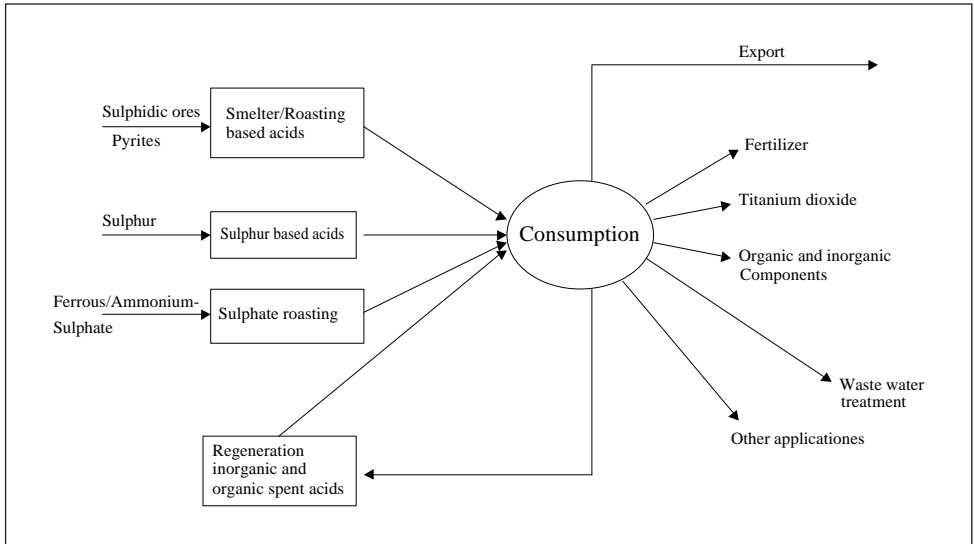 Export
Sulphidic ores
Pyrites
Smelter/Roasting
based acids
Fertilizer
Titanium dioxide
Sulphur
Sulphur based acids
Consumption
Organic and inorganic
Components
Ferrous/Ammonium-
Sulphate
Sulphate roasting
Waste water
treatment
Other applicationes
Regeneration
inorganic and
organic spent acids